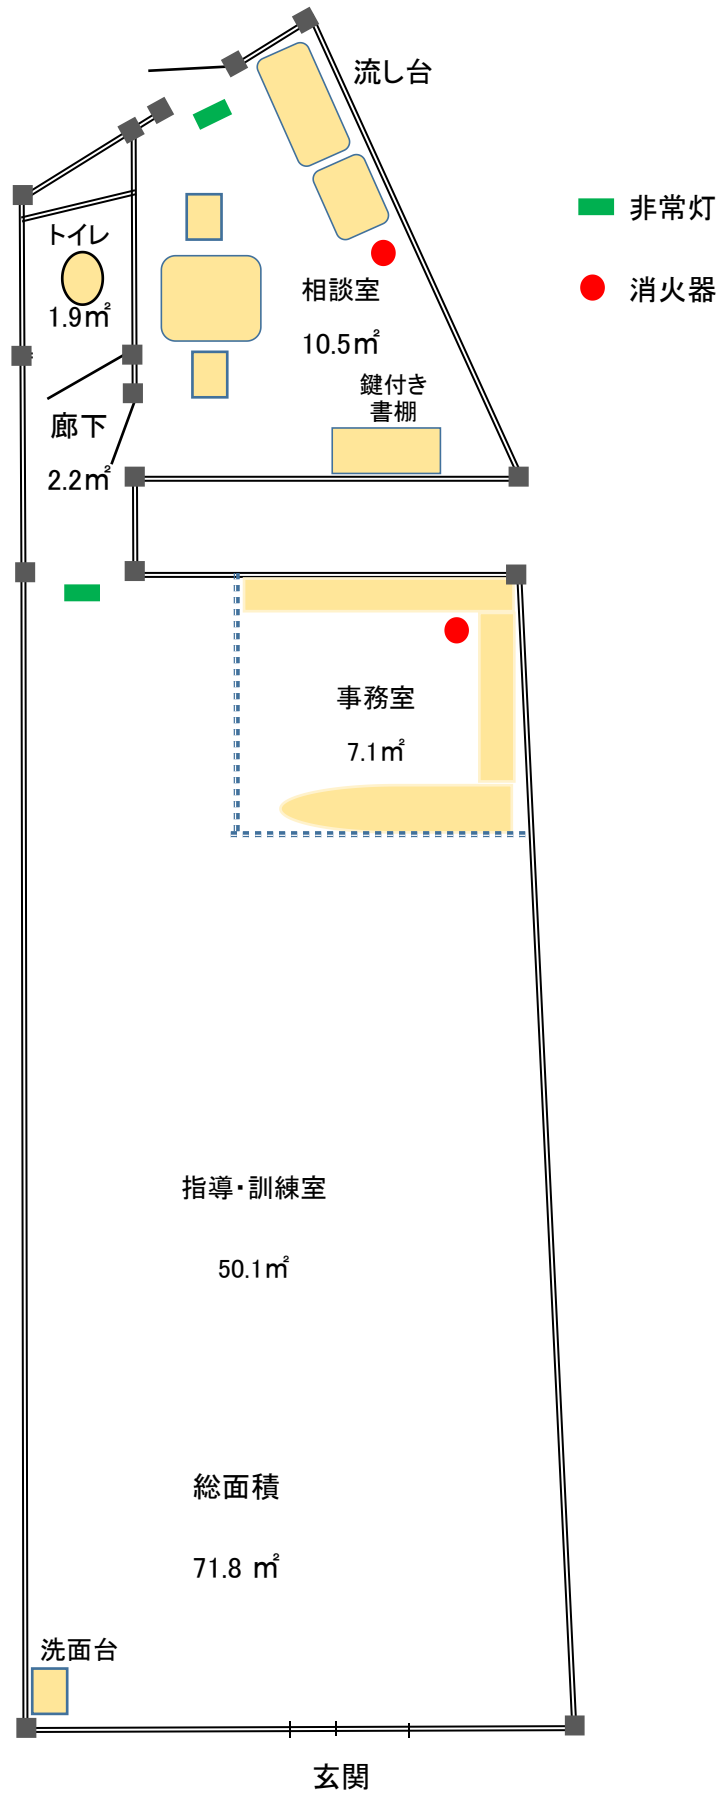 流し台
非常灯
トイレ
消火器
相談室
1.9㎡
10.5㎡
鍵付き
書棚
廊下
2.2㎡
事務室
7.1㎡
指導・訓練室
50.1㎡
総面積
71.8 ㎡
洗面台
玄関